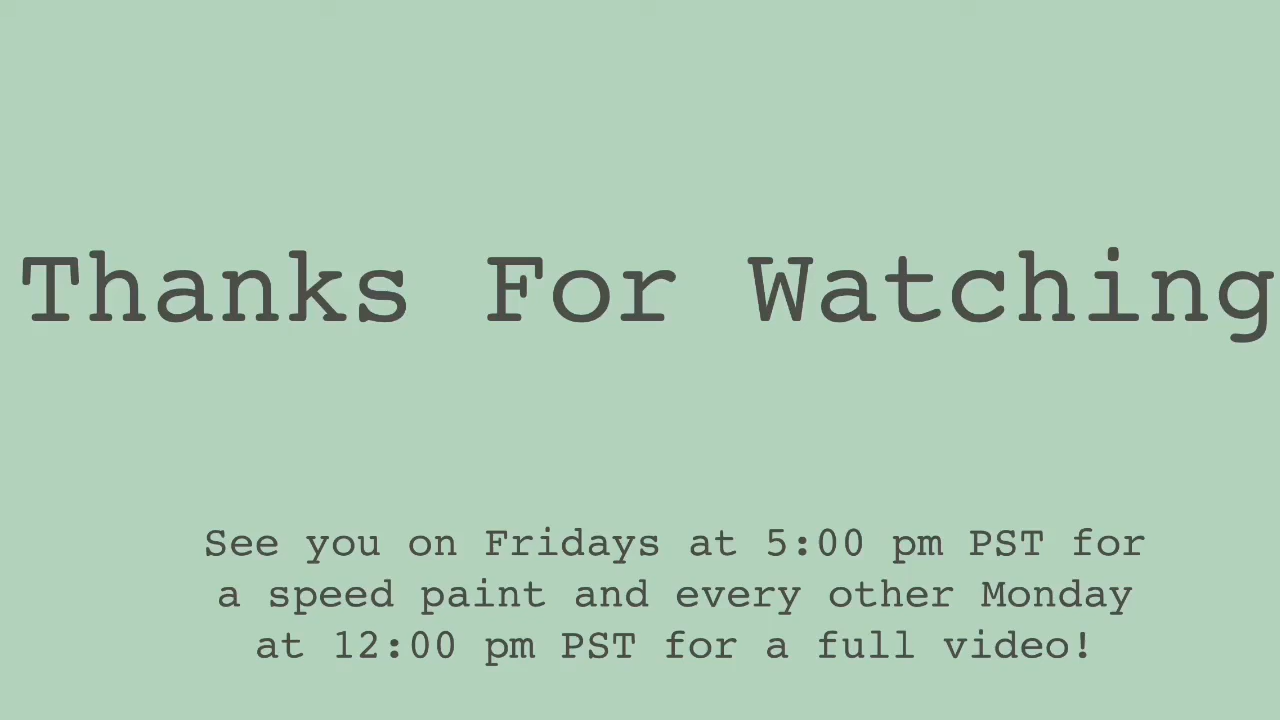 Thanks For Watching
See you on Fridays at 5:00 pm PST for
a speed paint and every other Monday
at 12:00 pm PST for a full video!